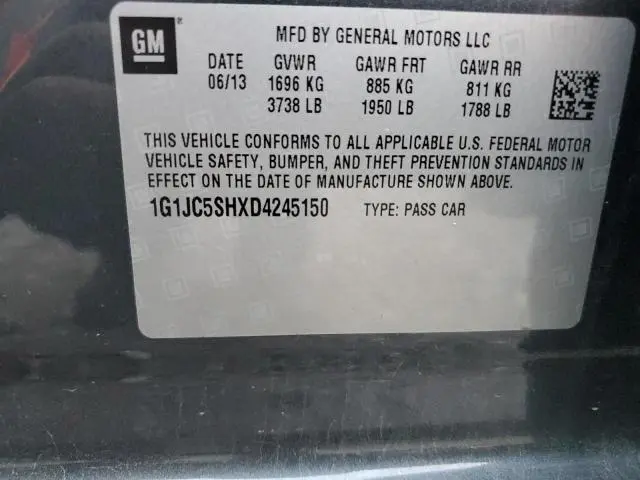 GM
MFD BY GENERAL MOTORS LLC
DATE GVWR GAWR FRT GAWR RR
06/13 1696 KG 885 KG 811 KG
3738 LB 1950 LB 1788 LB
THIS VEHICLE CONFORMS TO ALL APPLICABLE U.S. FEDERAL MOTOR
VEHICLE SAFETY, BUMPER, AND THEFT PREVENTION STANDARDS IN
EFFECT ON THE DATE OF MANUFACTURE SHOWN ABOVE.
1G1JC5SHXD4245150 TYPE: PASS CAR